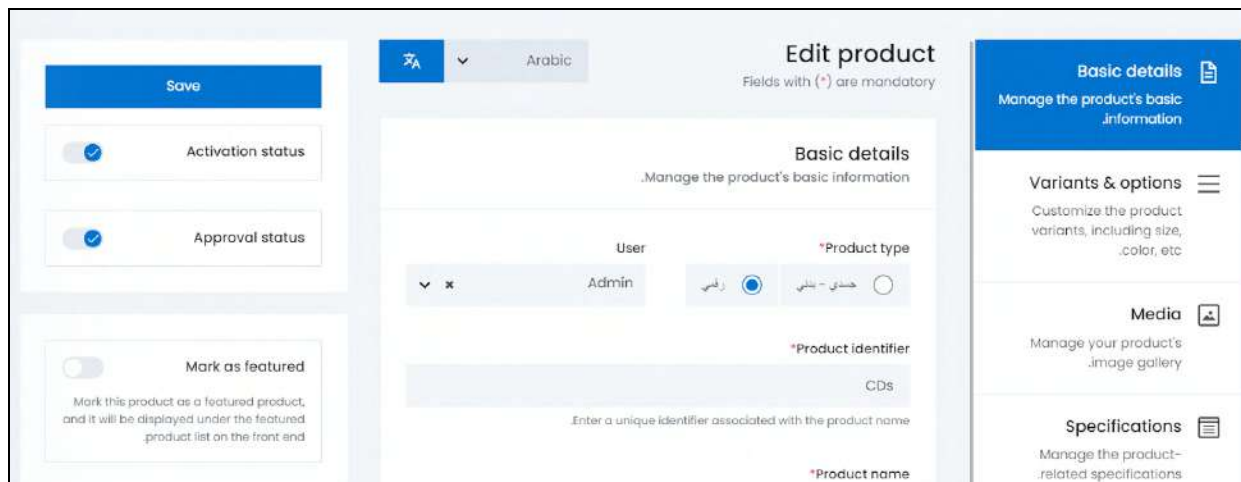 Basic details
Manage the product's basic
.information
Variants & options
Customize the product
variants, including size,
.color, etc
Media
Manage your product's
.image gallery
Specifications
Manage the product-
.related specifications
Edit product
Fields with (*) are mandatory
Arabic
Basic details
.Manage the product's basic information
*Product type
جسدي - بدني
رقمي
User
Admin
*Product identifier
CDs
.Enter a unique identifier associated with the product name
*Product name
Save
Activation status
Approval status
Mark as featured
Mark this product as a featured product,
and it will be displayed under the featured
.product list on the front end